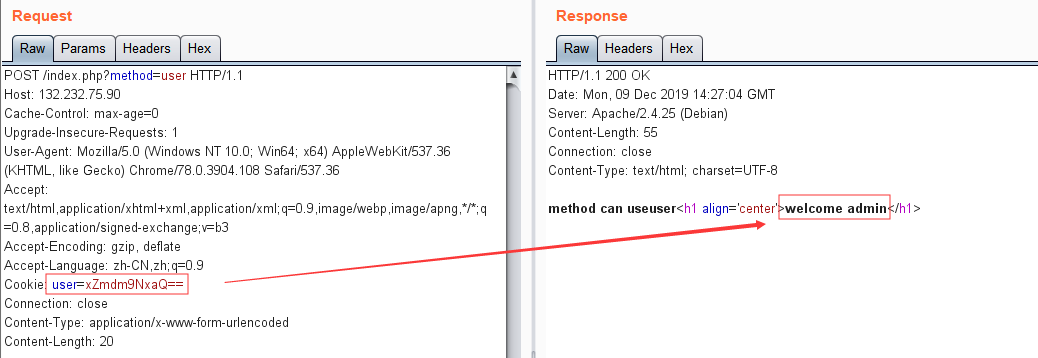 Request
Raw Params Headers Hex
POST /index.php?method=user HTTP/1.1
Host: 132.232.75.90
Cache-Control: max-age=0
Upgrade-Insecure-Requests: 1
User-Agent: Mozilla/5.0 (Windows NT 10.0; Win64; x64) AppleWebKit/537.36
(KHTML, like Gecko) Chrome/78.0.3904.108 Safari/537.36
Accept:
text/html,application/xhtml+xml,application/xml;q=0.9,image/webp,image/apng,*/*;q
=0.8,application/signed-exchange;v=b3
Accept-Encoding: gzip, deflate
Accept-Language: zh-CN,zh;q=0.9
Cookie: user=xZmdm9NxaQ==
Connection: close
Content-Type: application/x-www-form-urlencoded
Content-Length: 20
Response
Raw Headers Hex
HTTP/1.1 200 OK
Date: Mon, 09 Dec 2019 14:27:04 GMT
Server: Apache/2.4.25 (Debian)
Content-Length: 55
Connection: close
Content-Type: text/html; charset=UTF-8
method can useuser<h1 align='center'>welcome admin</h1>